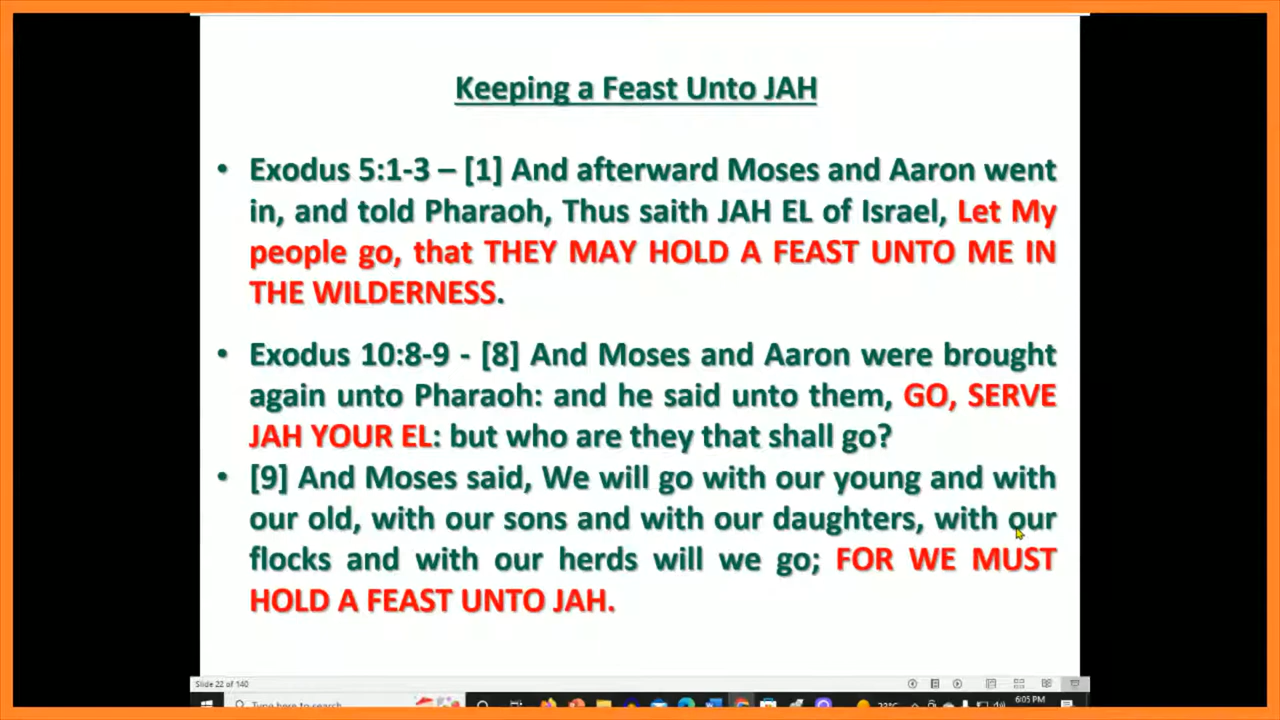 Keeping a Feast Unto JAH
• Exodus 5:1-3 – [1] And afterward Moses and Aaron went
in, and told Pharaoh, Thus saith JAH EL of Israel, Let My
people go, that THEY MAY HOLD A FEAST UNTO ME IN
THE WILDERNESS.
• Exodus 10:8-9 - [8] And Moses and Aaron were brought
again unto Pharaoh: and he said unto them, GO, SERVE
JAH YOUR EL: but who are they that shall go?
• [9] And Moses said, We will go with our young and with
our old, with our sons and with our daughters, with our
flocks and with our herds will we go; FOR WE MUST
HOLD A FEAST UNTO JAH.
Slide 22 of 140
Type here to search
6:05 PM